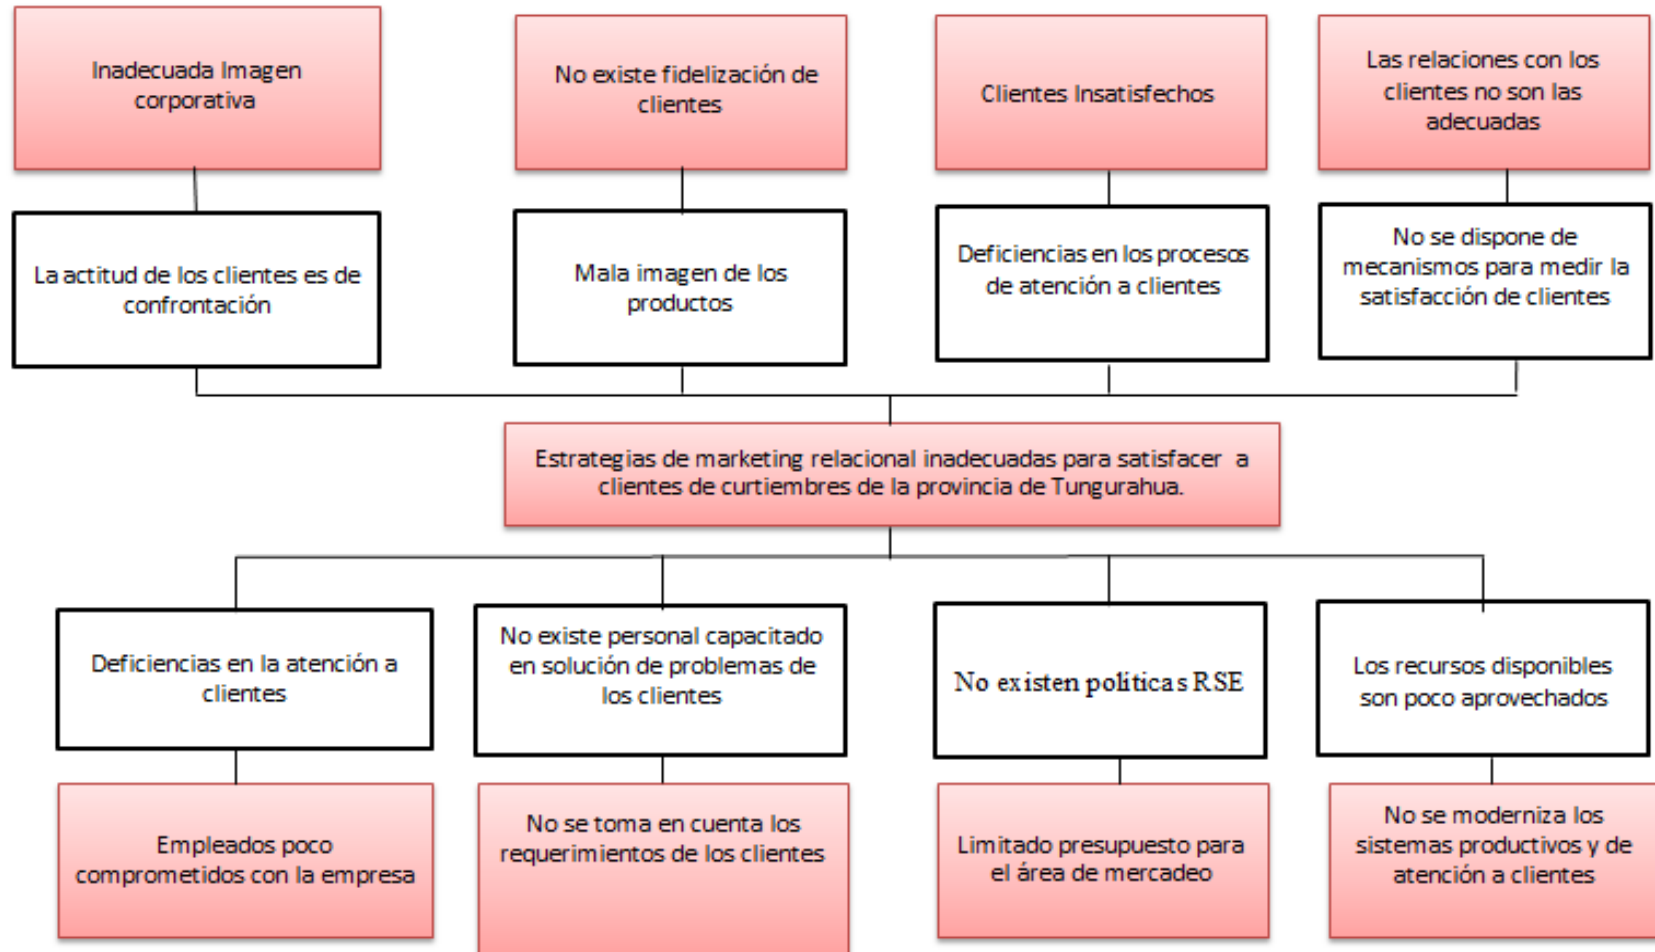 Inadecuada Imagen
corporativa
No existe fidelización de
clientes
Clientes Insatisfechos
Las relaciones con los
clientes no son las
adecuadas
La actitud de los clientes es de
confrontación
Mala imagen de los
productos
Deficiencias en los procesos
de atención a clientes
No se dispone de
mecanismos para medir la
satisfacción de clientes
Estrategias de marketing relacional inadecuadas para satisfacer a
clientes de curtiembres de la provincia de Tungurahua.
Deficiencias en la atención a
clientes
No existe personal capacitado
en solución de problemas de
los clientes
No existen políticas RSE
Los recursos disponibles
son poco aprovechados
Empleados poco
comprometidos con la empresa
No se toma en cuenta los
requerimientos de los clientes
Limitado presupuesto para
el área de mercadeo
No se moderniza los
sistemas productivos y de
atención a clientes